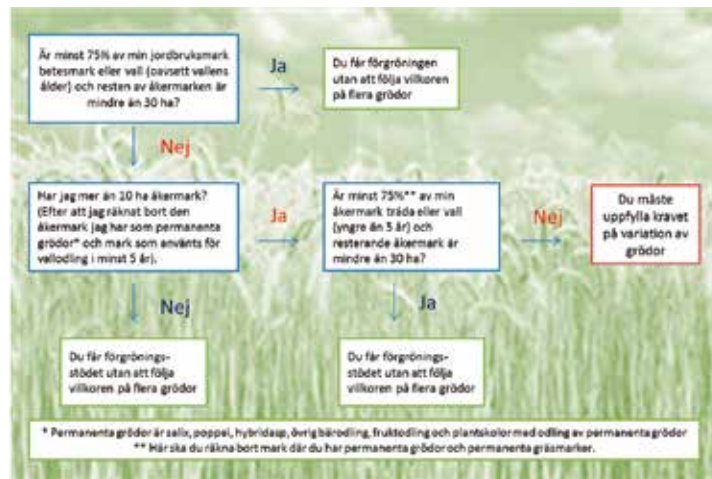 Är minst 75% av min jordbruksmark
betesmark eller vall (oavsett vallens
ålder) och resten av åkermarken är
mindre än 30 ha?
Ja
Du får förgröningen
utan att följa villkoren
på flera grödor
Nej
Har jag mer än 10 ha åkermark?
(Efter att jag räknat bort den
åkermark jag har som permanenta
grödor* och mark som använts för
vallodling i minst 5 år).
Ja
Är minst 75%** av min
åkermark träda eller vall
(yngre än 5 år) och
resterande åkermark är
mindre än 30 ha?
Nej
Du måste
uppfylla kravet
på variation av
grödor
Nej
Ja
Du får förgrönings-
stödet utan att följa
villkoren på flera grödor
Du får förgrönings-
stödet utan att följa
villkoren på flera grödor
* Permanenta grödor är salix, poppel, hybridasp, övrig bärodling, fruktodling och plantskolor med odling av permanenta grödor
** Här ska du räkna bort mark där du har permanenta grödor och permanenta gräsmarker.